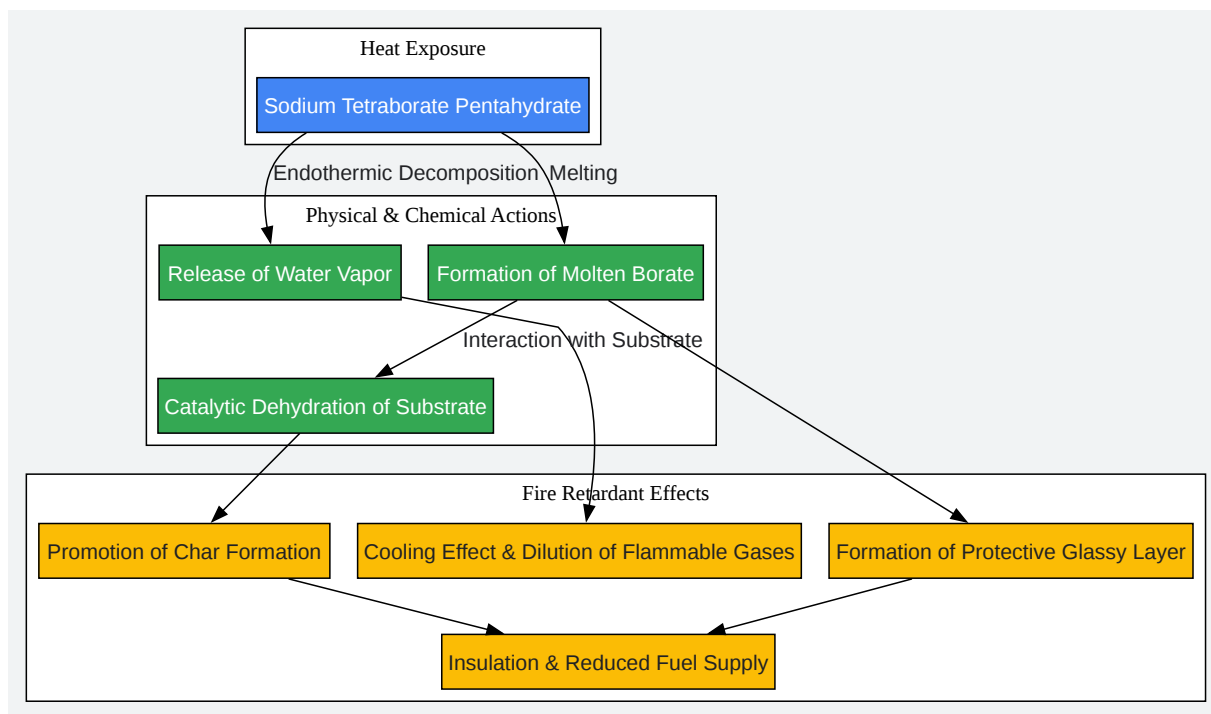 Heat Exposure
Sodium Tetraborate Pentahydrate
Endothermic Decomposition
Melting
Physical & Chemical Actions
Release of Water Vapor
Formation of Molten Borate
Interaction with Substrate
Catalytic Dehydration of Substrate
Fire Retardant Effects
Promotion of Char Formation
Cooling Effect & Dilution of Flammable Gases
Formation of Protective Glassy Layer
Insulation & Reduced Fuel Supply